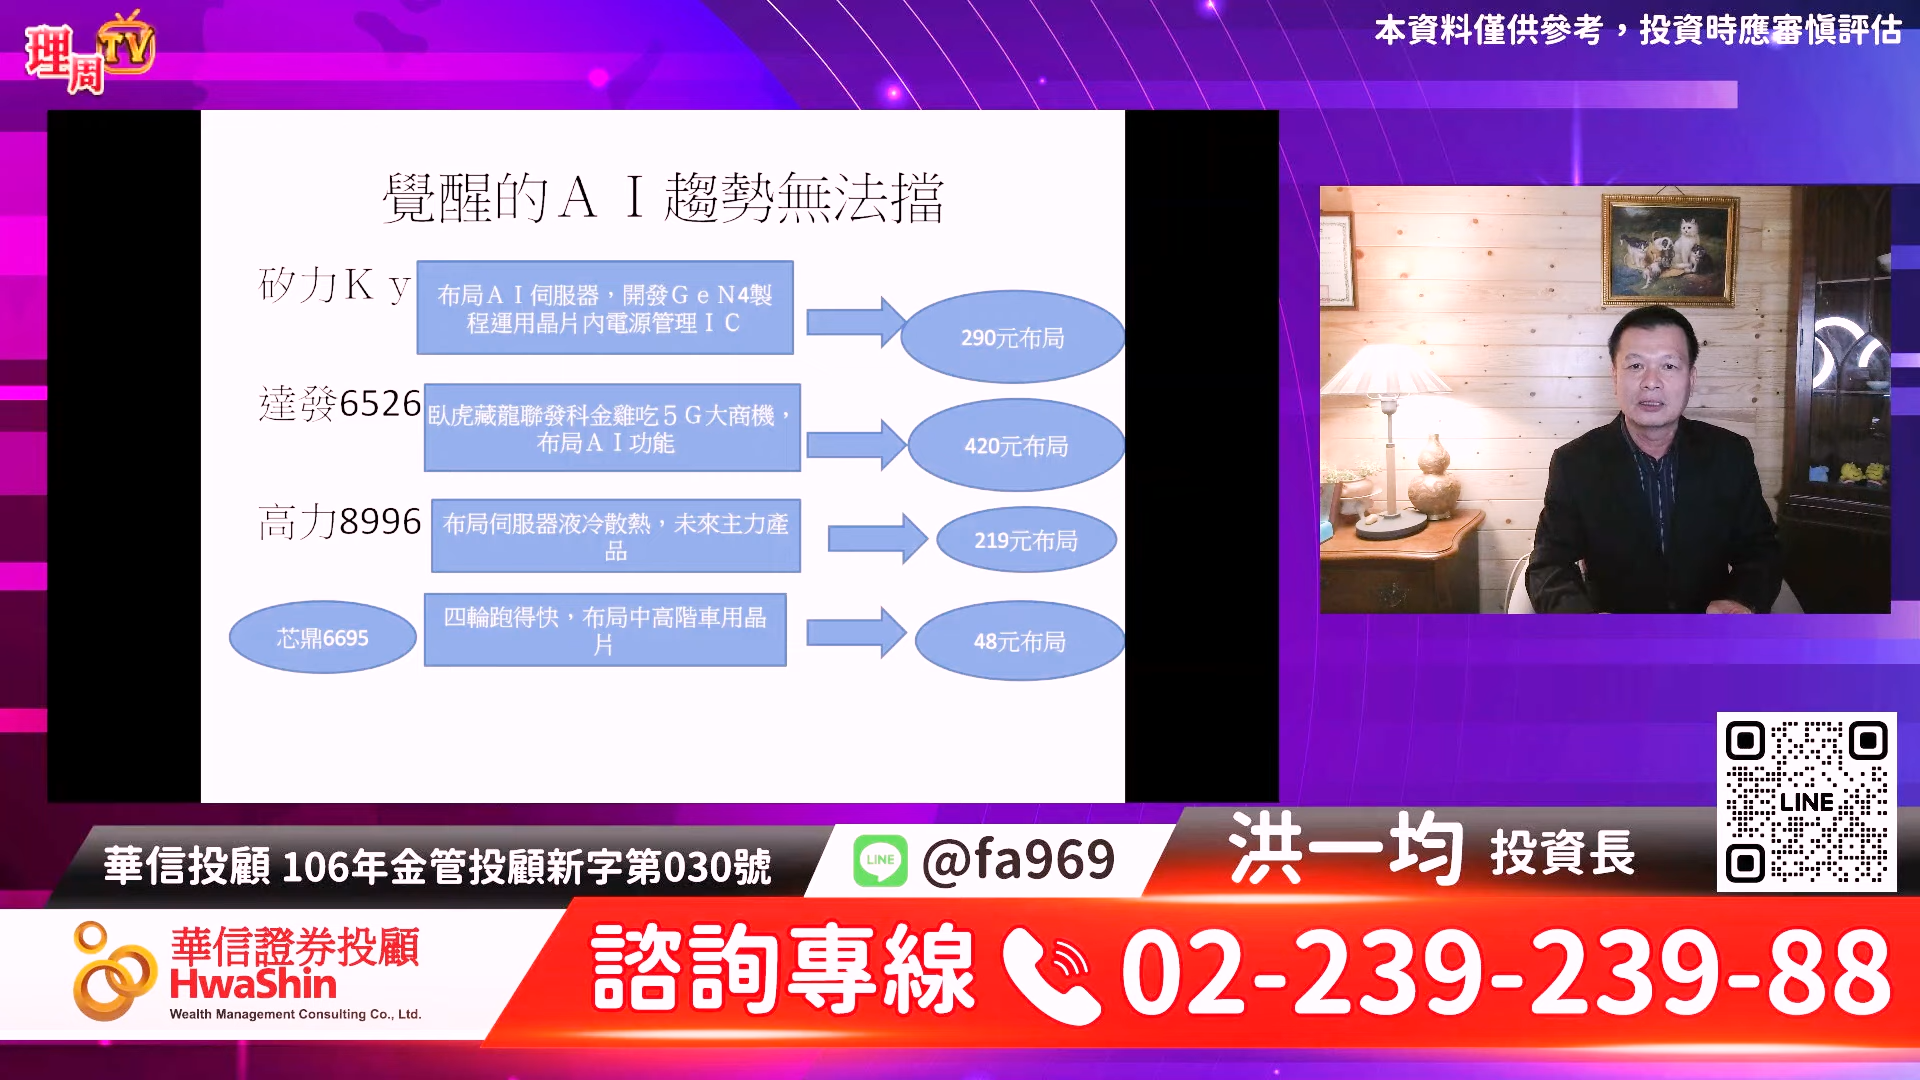 理周TV
本資料僅供參考，投資時應審慎評估
覺醒的ＡＩ趨勢無法擋
矽力Ｋｙ
布局ＡＩ伺服器，開發ＧｅＮ4製
程運用晶片內電源管理ＩＣ
290元布局
達發6526
臥虎藏龍聯發科金雞吃５Ｇ大商機，
布局ＡＩ功能
420元布局
高力8996
布局伺服器液冷散熱，未來主力產
品
219元布局
芯鼎6695
四輪跑得快，布局中高階車用晶
片
48元布局
LINE
華信投顧 106年金管投顧新字第030號
LINE @fa969
洪一均 投資長
華信證券投顧
HwaShin
Wealth Management Consulting Co., Ltd.
諮詢專線 02-239-239-88